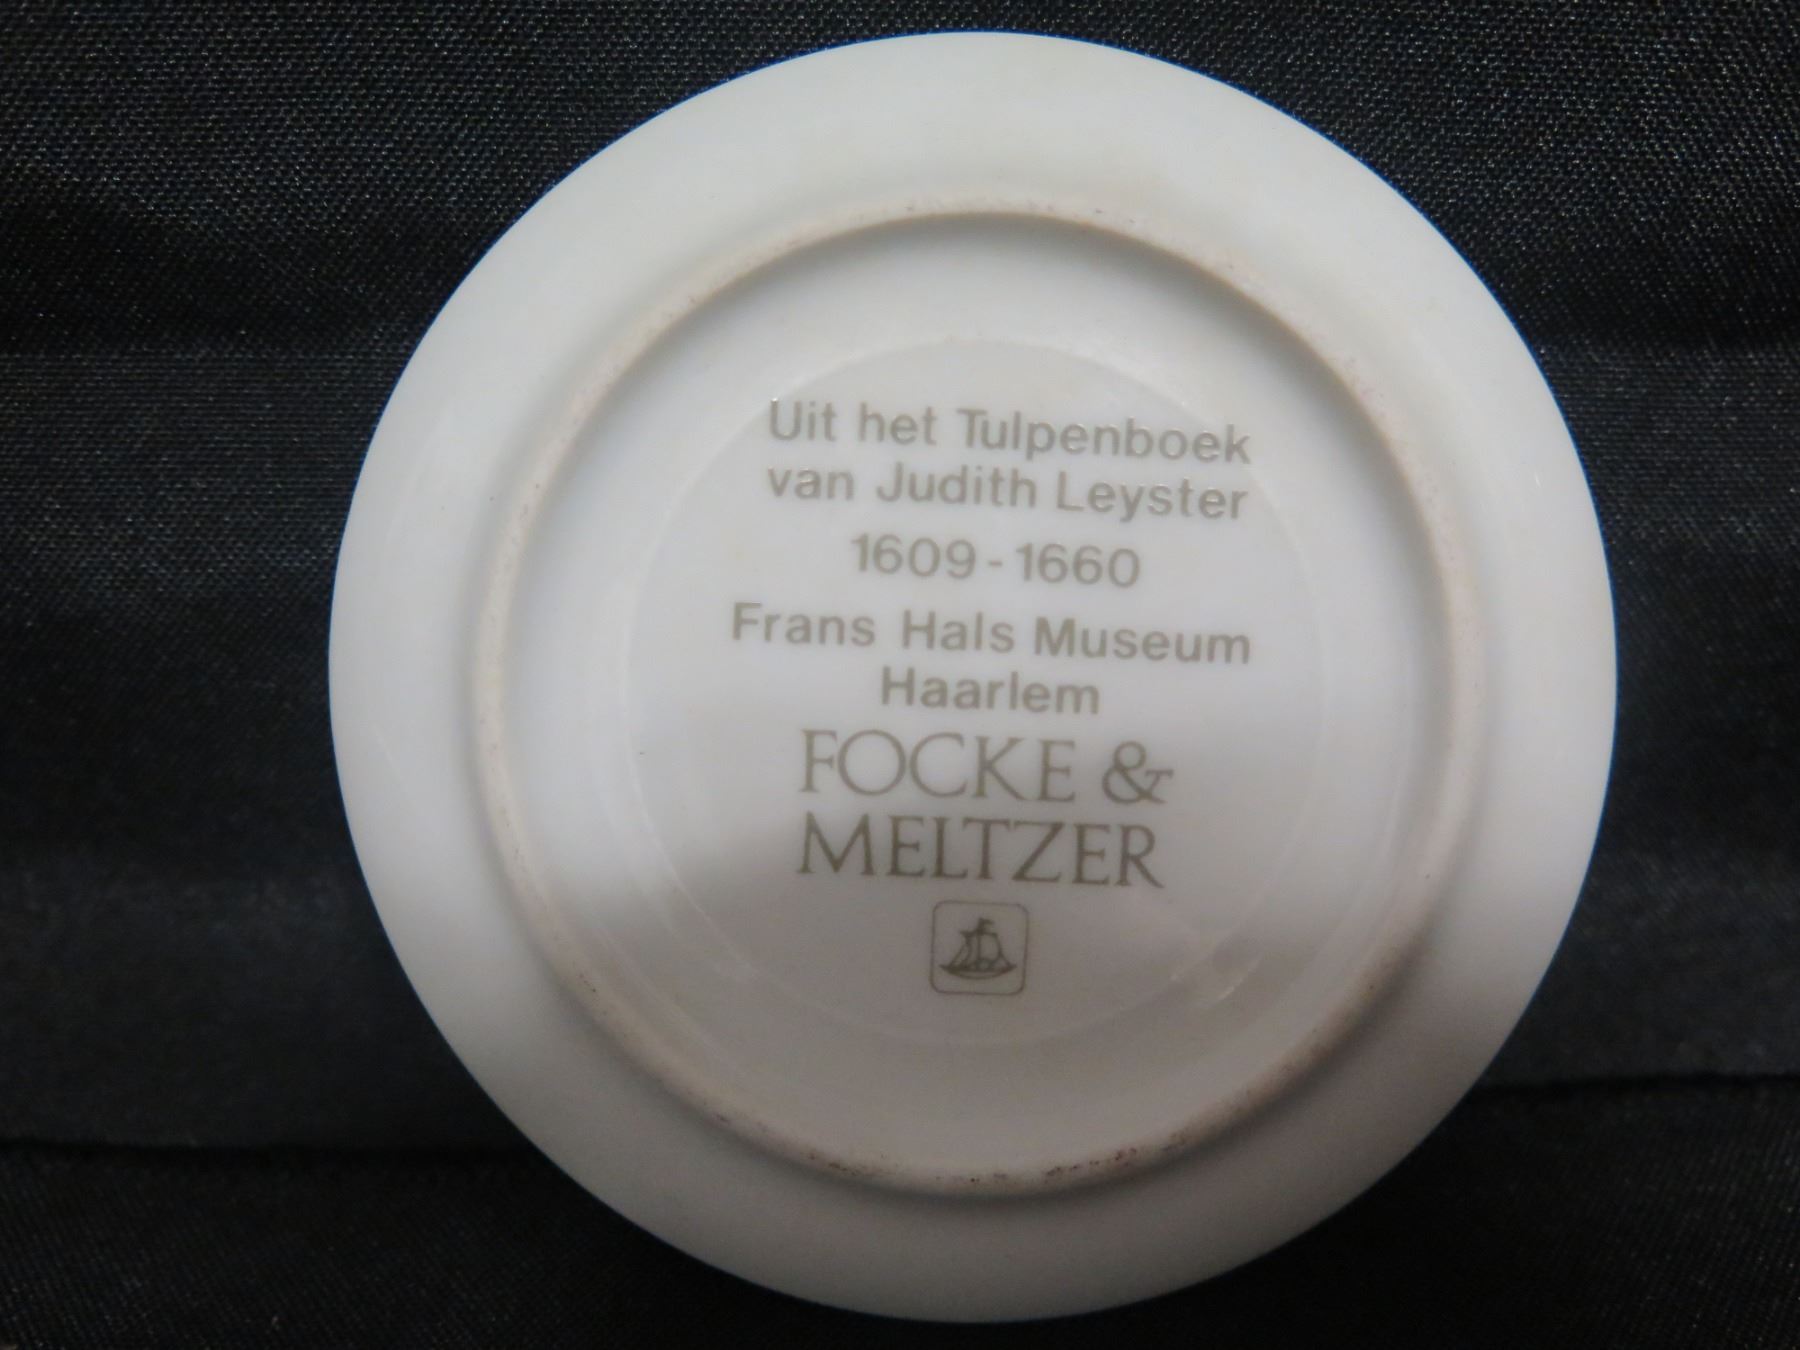 Uit het Tulpenboek
van Judith Leyster
1609 - 1660
Frans Hals Museum
Haarlem
FOCKE &
MELTZER